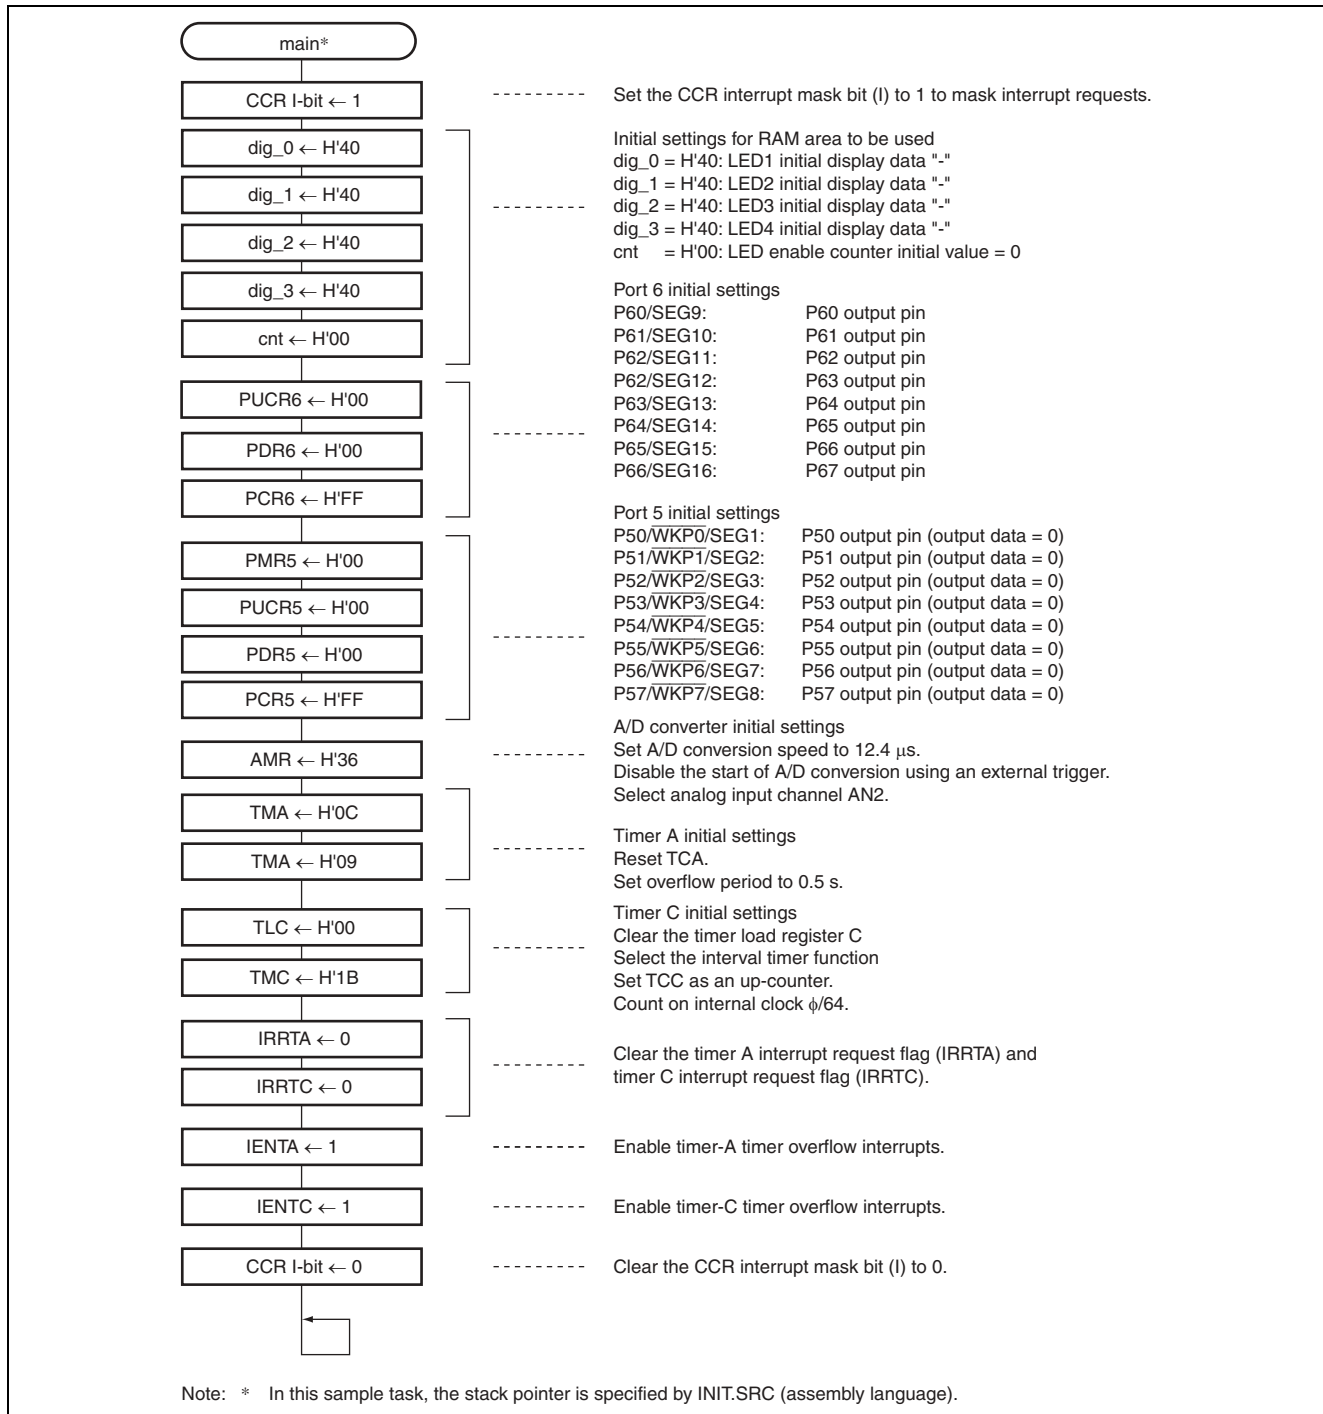 main*
CCR I-bit ← 1
Set the CCR interrupt mask bit (I) to 1 to mask interrupt requests.
dig_0 ← H'40
dig_1 ← H'40
dig_2 ← H'40
dig_3 ← H'40
cnt ← H'00
Initial settings for RAM area to be used
dig_0 = H'40: LED1 initial display data "-"
dig_1 = H'40: LED2 initial display data "-"
dig_2 = H'40: LED3 initial display data "-"
dig_3 = H'40: LED4 initial display data "-"
cnt = H'00: LED enable counter initial value = 0
PUCR6 ← H'00
PDR6 ← H'00
PCR6 ← H'FF
Port 6 initial settings
P60/SEG9: P60 output pin
P61/SEG10: P61 output pin
P62/SEG11: P62 output pin
P62/SEG12: P63 output pin
P63/SEG13: P64 output pin
P64/SEG14: P65 output pin
P65/SEG15: P66 output pin
P66/SEG16: P67 output pin
PMR5 ← H'00
PUCR5 ← H'00
PDR5 ← H'00
PCR5 ← H'FF
Port 5 initial settings
P50/WKP0/SEG1: P50 output pin (output data = 0)
P51/WKP1/SEG2: P51 output pin (output data = 0)
P52/WKP2/SEG3: P52 output pin (output data = 0)
P53/WKP3/SEG4: P53 output pin (output data = 0)
P54/WKP4/SEG5: P54 output pin (output data = 0)
P55/WKP5/SEG6: P55 output pin (output data = 0)
P56/WKP6/SEG7: P56 output pin (output data = 0)
P57/WKP7/SEG8: P57 output pin (output data = 0)
AMR ← H'36
A/D converter initial settings
Set A/D conversion speed to 12.4 μs.
Disable the start of A/D conversion using an external trigger.
Select analog input channel AN2.
TMA ← H'0C
TMA ← H'09
Timer A initial settings
Reset TCA.
Set overflow period to 0.5 s.
TLC ← H'00
TMC ← H'1B
Timer C initial settings
Clear the timer load register C
Select the interval timer function
Set TCC as an up-counter.
Count on internal clock φ/64.
IRRTA ← 0
IRRTC ← 0
Clear the timer A interrupt request flag (IRRTA) and
timer C interrupt request flag (IRRTC).
IENTA ← 1
Enable timer-A timer overflow interrupts.
IENTC ← 1
Enable timer-C timer overflow interrupts.
CCR I-bit ← 0
Clear the CCR interrupt mask bit (I) to 0.
Note: * In this sample task, the stack pointer is specified by INIT.SRC (assembly language).